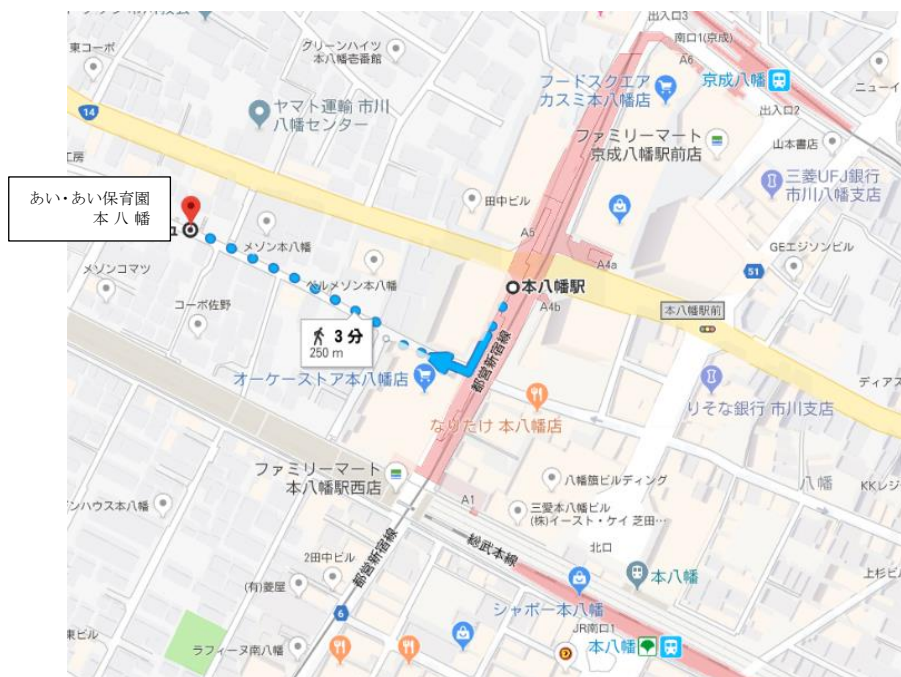 出入口3
南口1(京成)
東コーポ
グリーンハイツ
本八幡壱番館
A6
フードスクエア
カスミ本八幡店
京成八幡
ニューイ
14
ヤマト運輸 市川
八幡センター
出入口2
工房
ファミリーマート
京成八幡駅前店
山本書店
三菱UFJ銀行
市川八幡支店
あい・あい保育園
本 八 幡
田中ビル
A5
メゾン本八幡
GEエジソンビル
メゾンコマツ
A4a
51
ベルメゾン本八幡
本八幡駅
A4b
本八幡駅前
コーポ佐野
3 分
250 m
都営新宿線
オーケーストア本八幡店
ディアス
りそな銀行 市川支店
なりたけ 本八幡店
ファミリーマート
本八幡駅西店
八幡簱ビルディング
八幡
KKレジ
ンハウス本八幡
A1
三愛本八幡ビル
(株)イースト・ケイ 芝田…
総武本線
北口
2田中ビル
都営新宿線
本八幡
上杉ビ
(有)菱屋
シャポー本八幡
6
JR南口1
東ビル
ラフィーヌ南八幡
本八幡